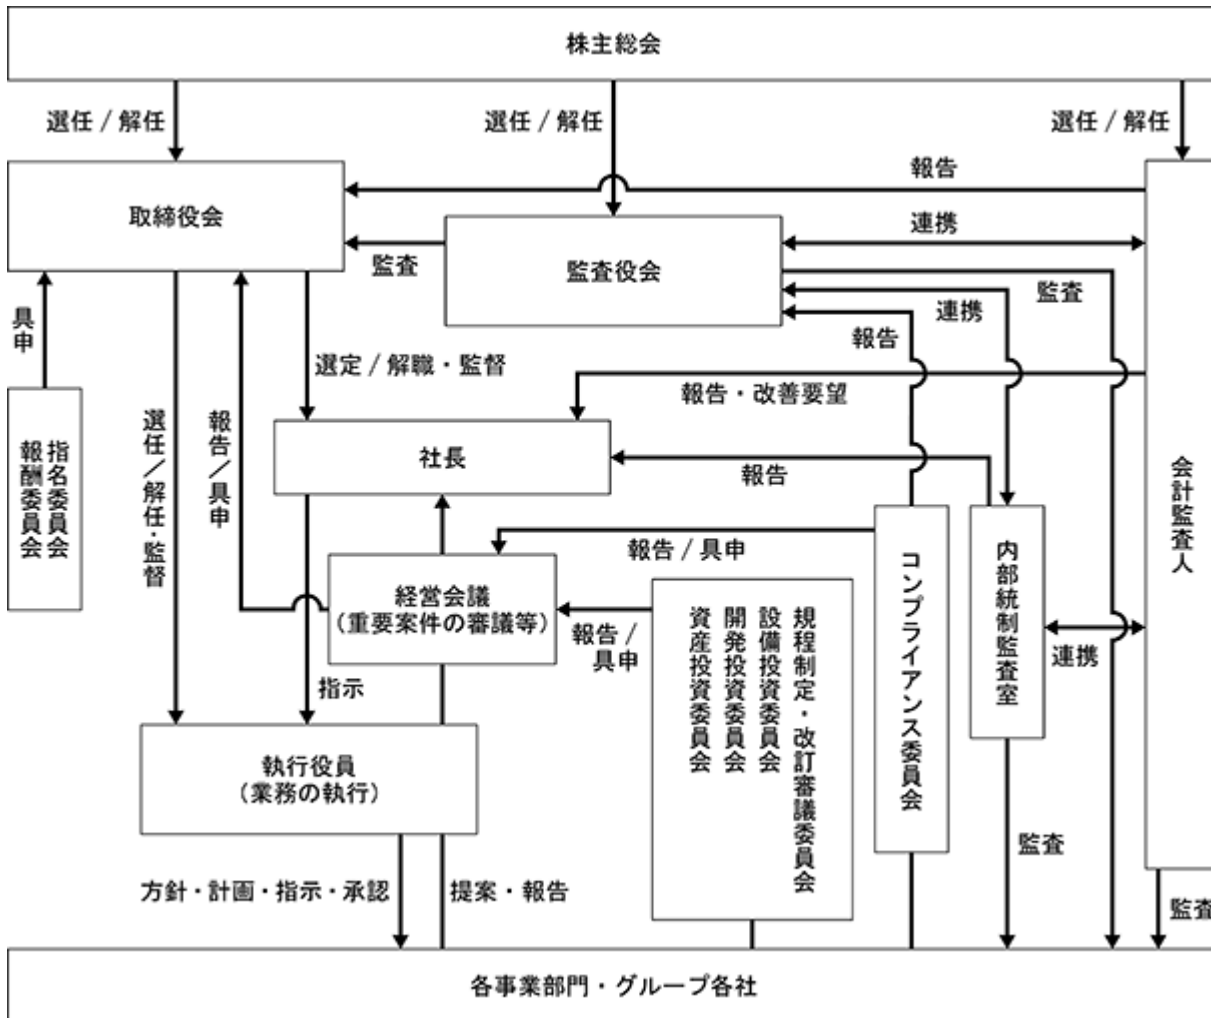 株主総会
選任 / 解任
選任 / 解任
選任 / 解任
報告
取締役会
連携
監査
監査役会
監査
連携
具申
報告
選定 / 解職・監督
報告・改善要望
指名委員会
報酬委員会
選任／解任・監督
報告／具申
社長
報告
会計監査人
報告 / 具申
経営会議
(重要案件の審議等)
報告 /
具申
規程制定・改訂審議委員会
設備投資委員会
開発投資委員会
資産投資委員会
コンプライアンス委員会
内部統制監査室
連携
指示
執行役員
(業務の執行)
監査
方針・計画・指示・承認
提案・報告
監査
各事業部門・グループ各社